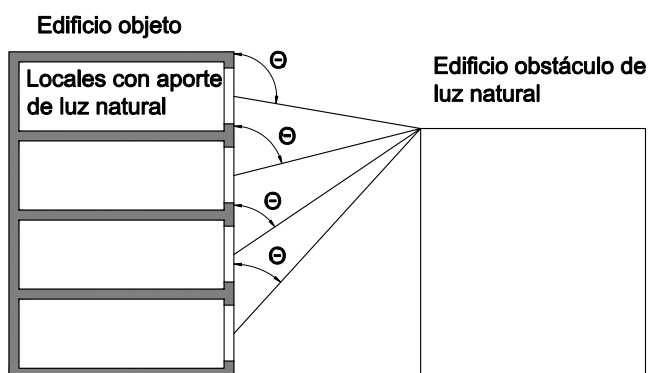 Edificio objeto
Locales con aporte
de luz natural
Edificio obstáculo de
luz natural
Θ
Θ
Θ
Θ